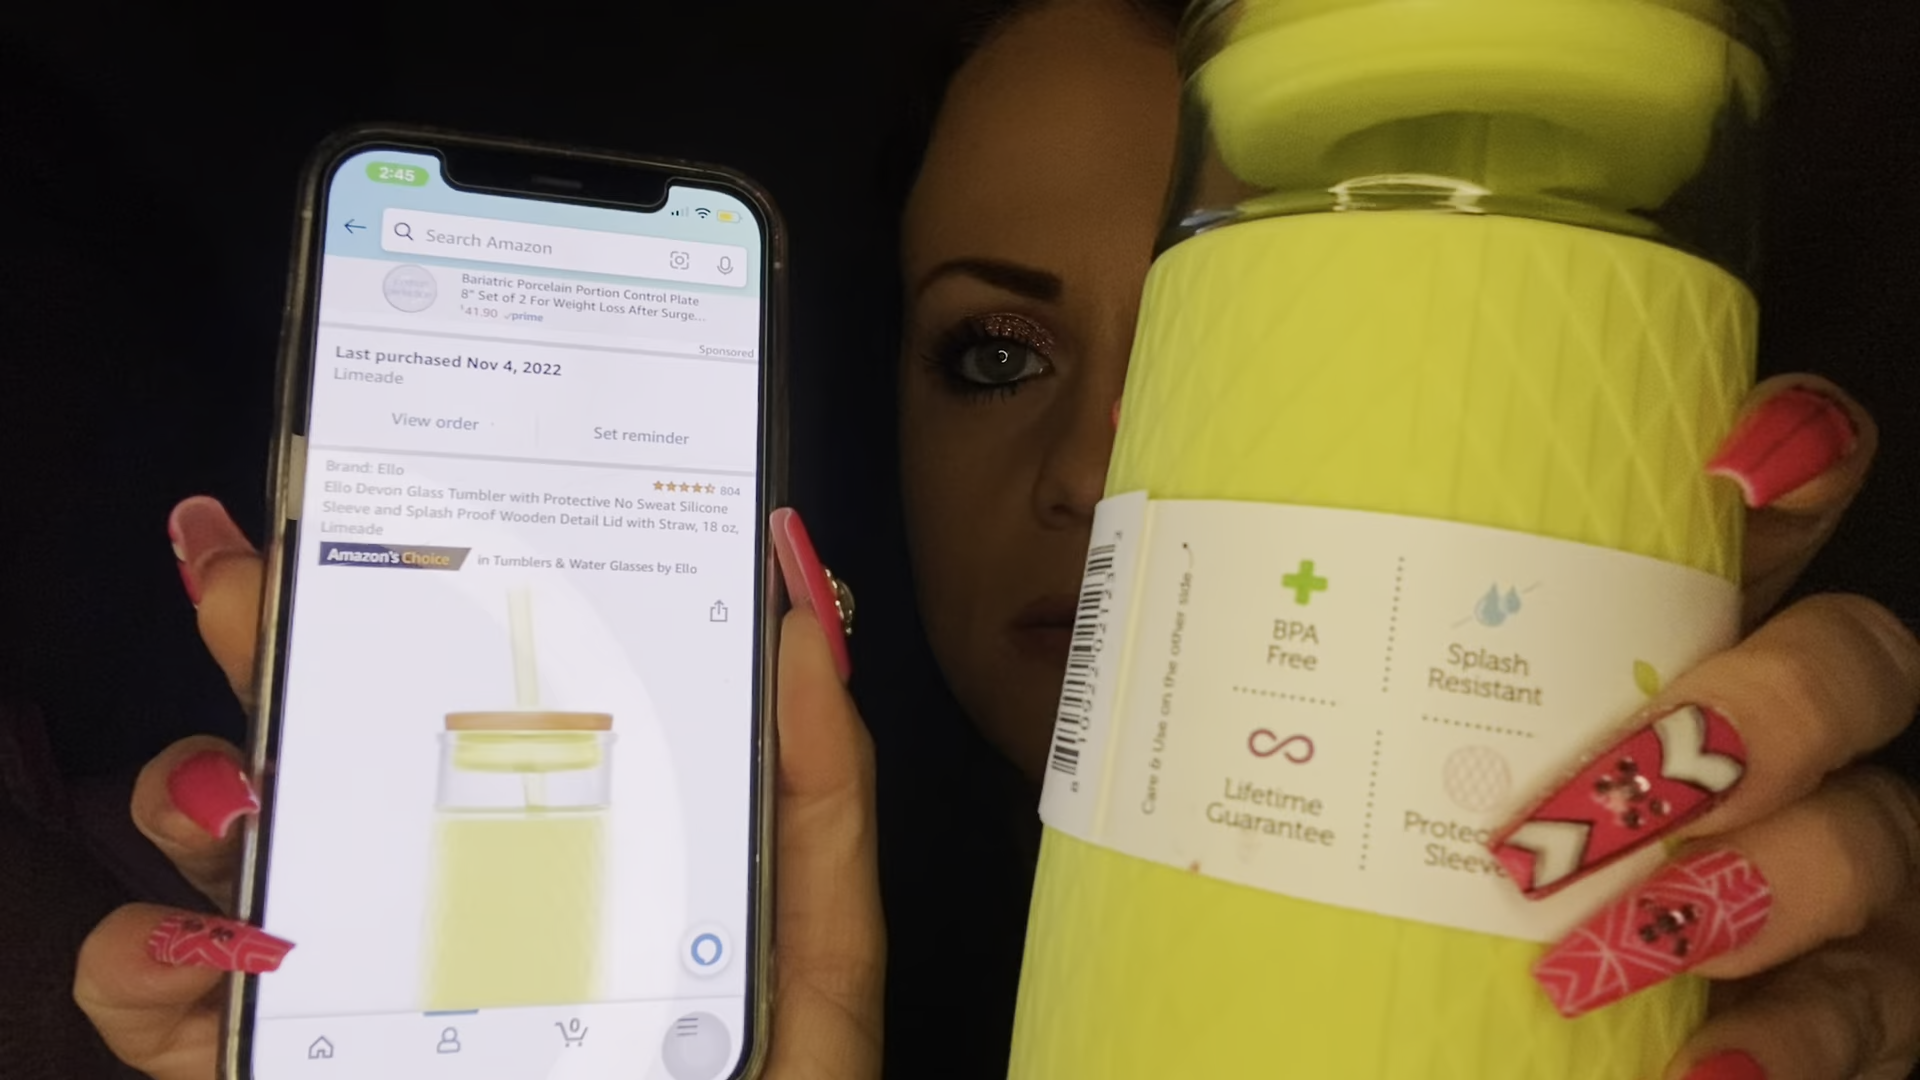 2:45
Search Amazon
Bariatric Porcelain Portion Control Plate
8" Set of 2 For Weight Loss After Surge...
$41.90 prime
Sponsored
Last purchased Nov 4, 2022
Limeade
View order
Set reminder
Brand: Ello
804
Ello Devon Glass Tumbler with Protective No Sweat Silicone
Sleeve and Splash Proof Wooden Detail Lid with Straw, 18 oz,
Limeade
Amazon's Choice in Tumblers & Water Glasses by Ello
0
Care & Use on the other side
BPA
Free
Splash
Resistant
Lifetime
Guarantee
Protec
Sleeve